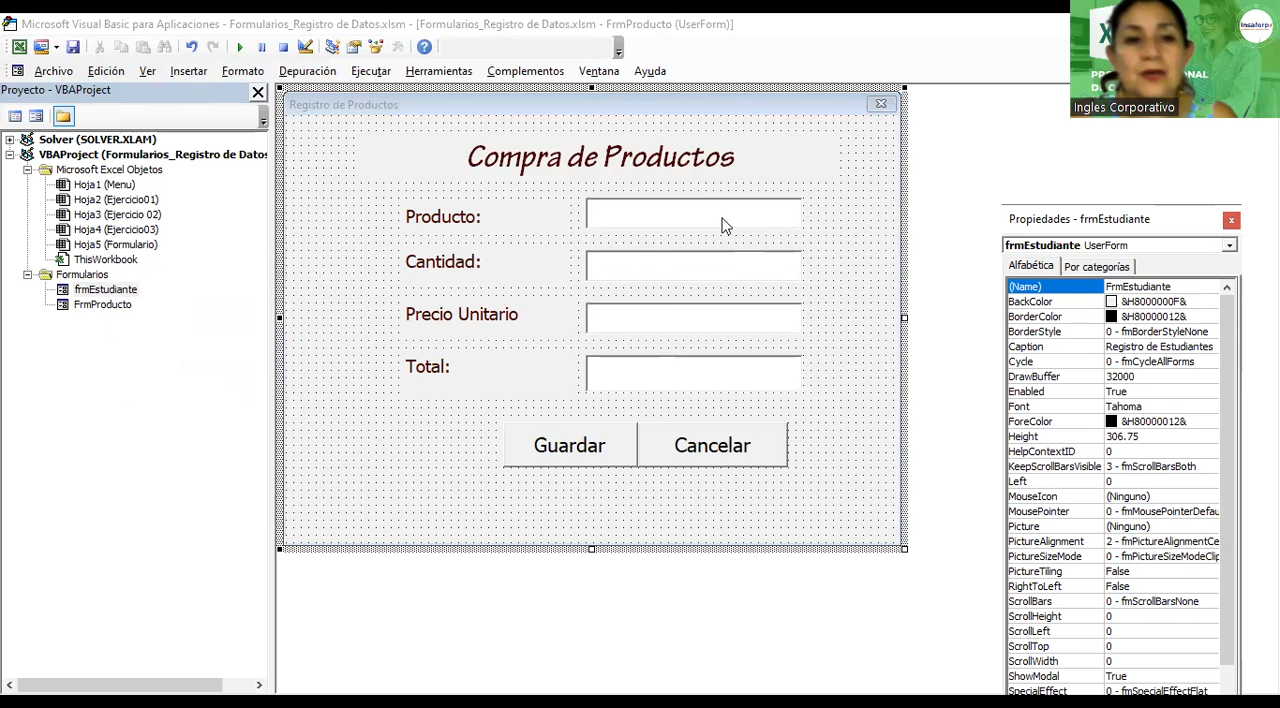 Microsoft Visual Basic para Aplicaciones - Formularios_Registro de Datos.xlsm - [Formularios_Registro de Datos.xlsm - FrmProducto (UserForm)]
Archivo Edición Ver Insertar Formato Depuración Ejecutar Herramientas Complementos Ventana Ayuda
Proyecto - VBAProject
Solver (SOLVER.XLAM)
VBAProject (Formularios_Registro de Datos
Microsoft Excel Objetos
Hoja1 (Menu)
Hoja2 (Ejercicio01)
Hoja3 (Ejercicio 02)
Hoja4 (Ejercicio03)
Hoja5 (Formulario)
ThisWorkbook
Formularios
frmEstudiante
FrmProducto
Registro de Productos
Compra de Productos
Producto:
Cantidad:
Precio Unitario
Total:
Guardar
Cancelar
Insaforp
Ingles Corporativo
Propiedades - frmEstudiante
frmEstudiante UserForm
Alfabética Por categorías
(Name) FrmEstudiante
BackColor &H8000000F&
BorderColor &H80000012&
BorderStyle 0 - fmBorderStyleNone
Caption Registro de Estudiantes
Cycle 0 - fmCycleAllForms
DrawBuffer 32000
Enabled True
Font Tahoma
ForeColor &H80000012&
Height 306.75
HelpContextID 0
KeepScrollBarsVisible 3 - fmScrollBarsBoth
Left 0
MouseIcon (Ninguno)
MousePointer 0 - fmMousePointerDefau
Picture (Ninguno)
PictureAlignment 2 - fmPictureAlignmentCe
PictureSizeMode 0 - fmPictureSizeModeClip
PictureTiling False
RightToLeft False
ScrollBars 0 - fmScrollBarsNone
ScrollHeight 0
ScrollLeft 0
ScrollTop 0
ScrollWidth 0
ShowModal True
SpecialEffect 0 - fmSpecialEffectFlat